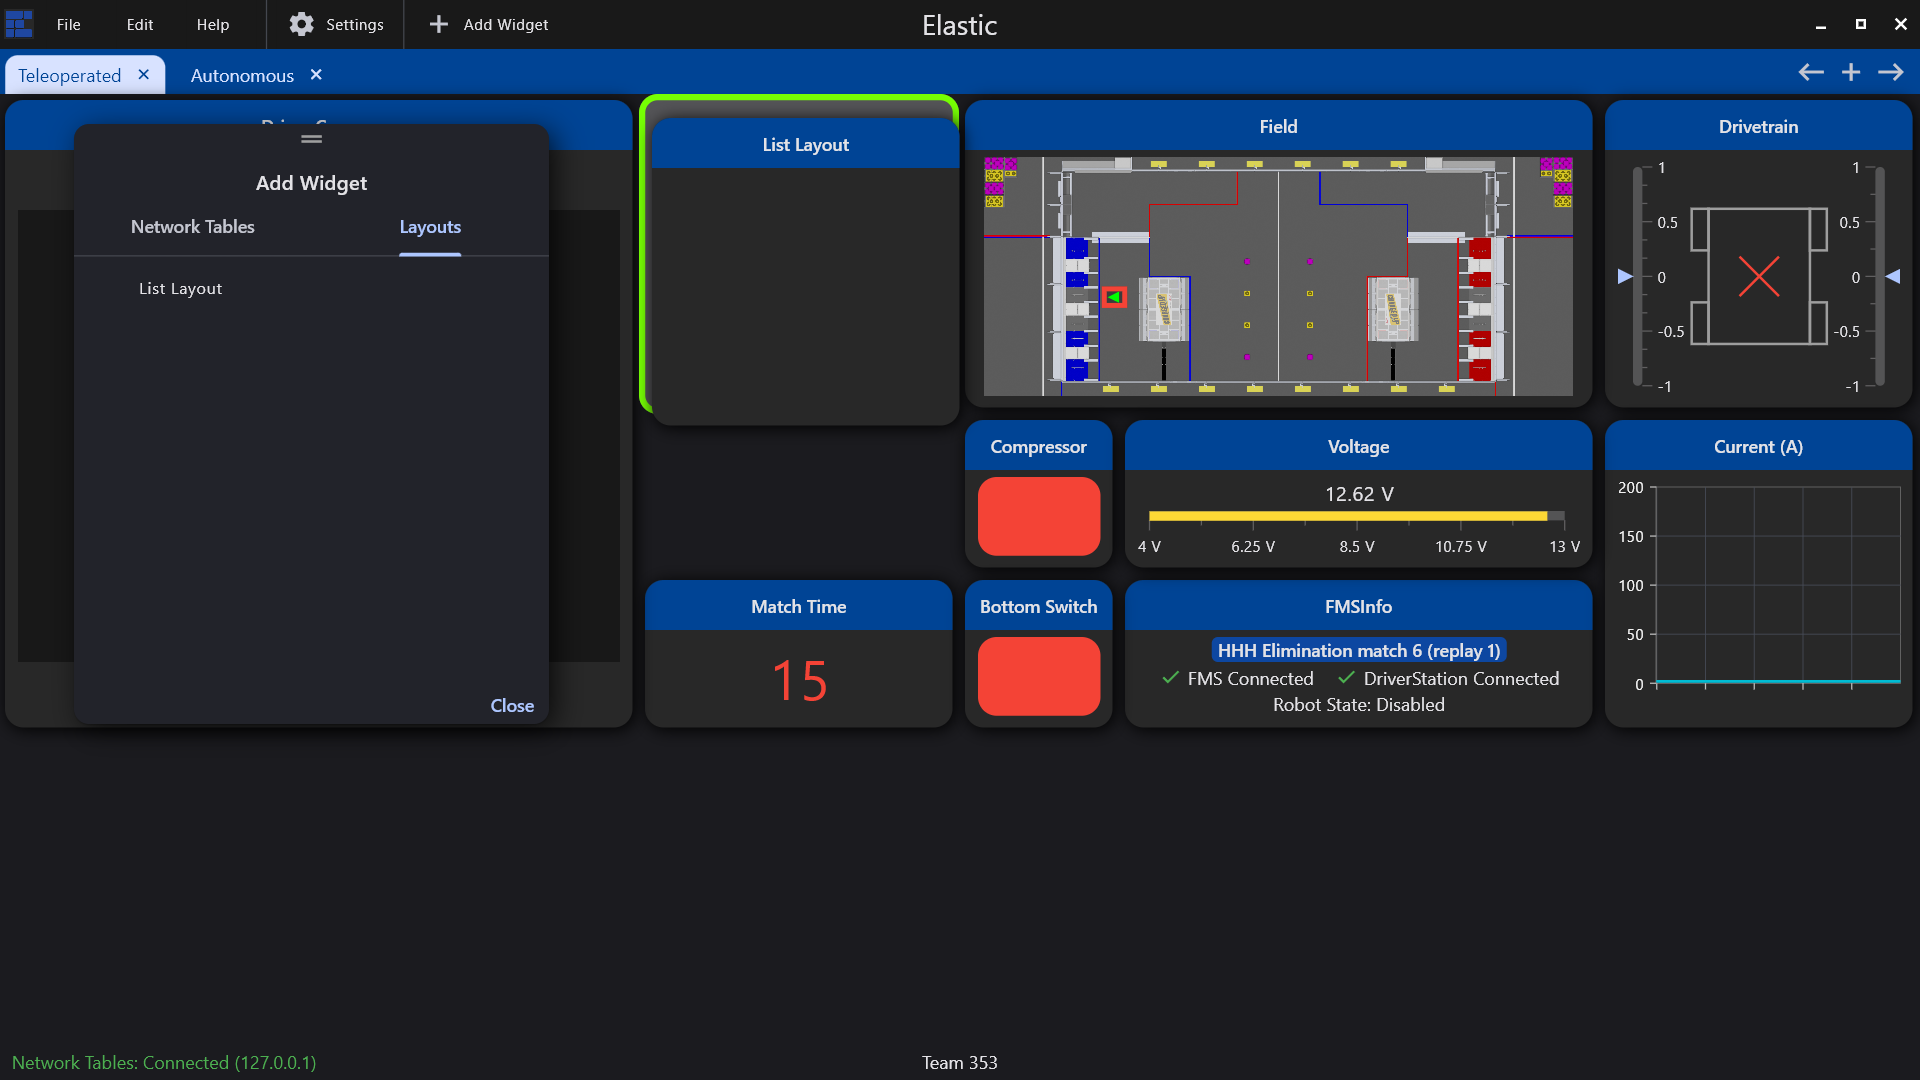 File Edit Help Settings Add Widget Elastic
Teleoperated Autonomous
Add Widget
Network Tables Layouts
List Layout
Close
List Layout
Field
Drivetrain
1 1
0.5 0.5
0 0
-0.5 -0.5
-1 -1
Compressor
Voltage
12.62 V
4 V 6.25 V 8.5 V 10.75 V 13 V
Current (A)
200
150
100
50
0
Match Time
15
Bottom Switch
FMSInfo
HHH Elimination match 6 (replay 1)
FMS Connected DriverStation Connected
Robot State: Disabled
Network Tables: Connected (127.0.0.1) Team 353